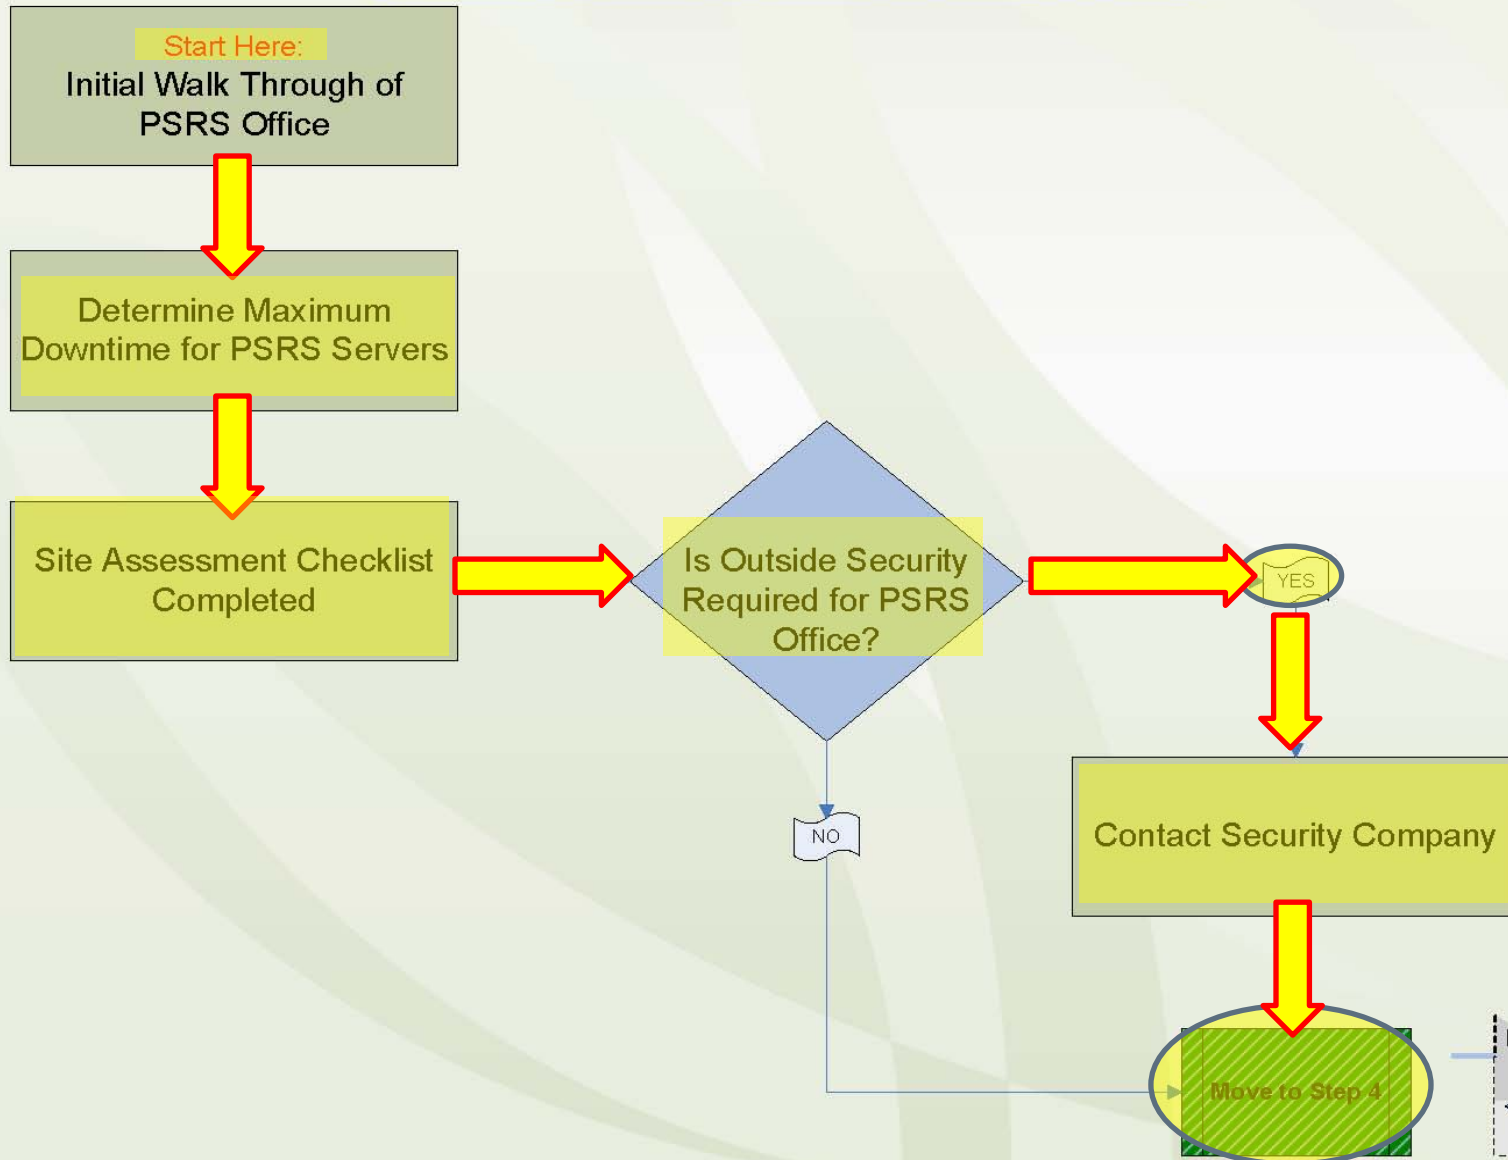 Start Here:
Initial Walk Through of
PSRS Office
Determine Maximum
Downtime for PSRS Servers
Site Assessment Checklist
Completed
Is Outside Security
Required for PSRS
Office?
YES
NO
Contact Security Company
Move to Step 4